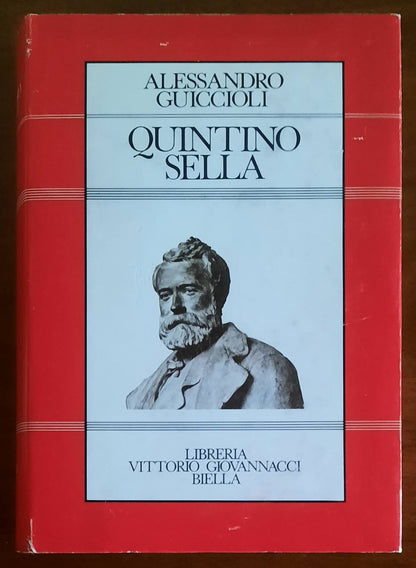 ALESSANDRO
GUICCIOLI
QUINTINO
SELLA
LIBRERIA
VITTORIO GIOVANNACCI
BIELLA